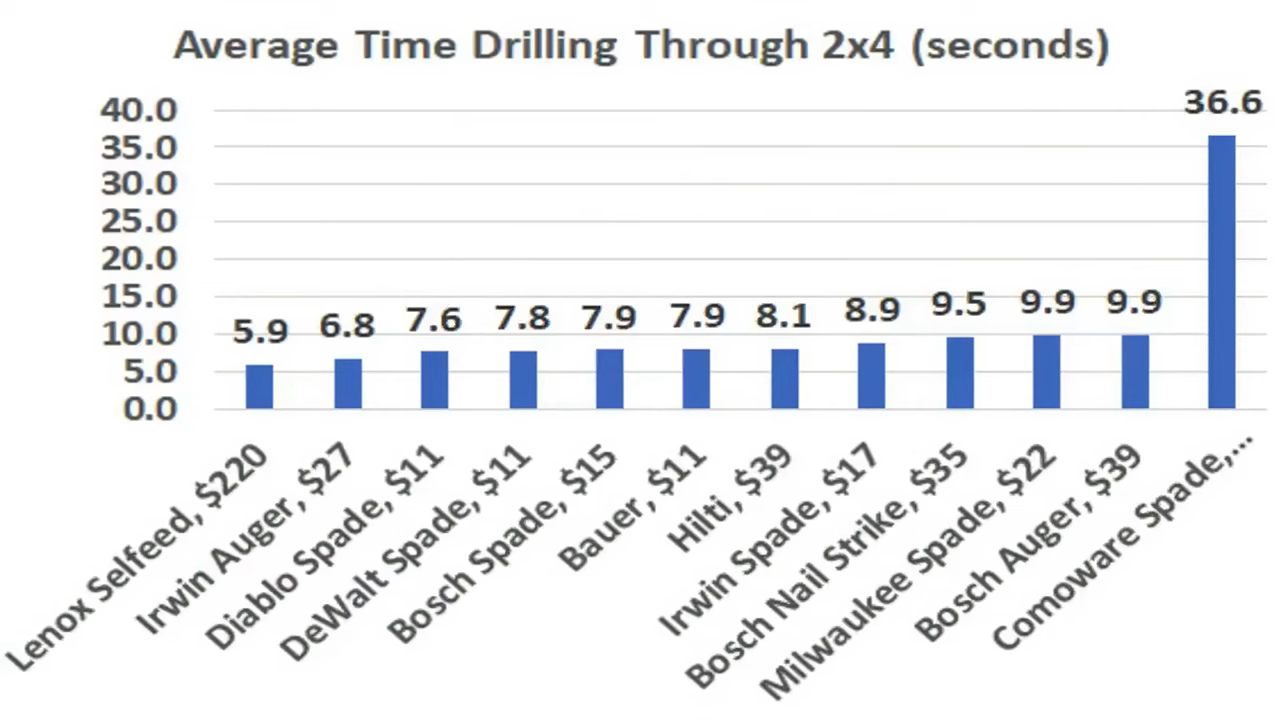 Average Time Drilling Through 2x4 (seconds)
40.0
35.0
30.0
25.0
20.0
15.0
10.0
5.0
0.0
5.9
6.8
7.6
7.8
7.9
7.9
8.1
8.9
9.5
9.9
9.9
36.6
Lenox Selfeed, $220
Irwin Auger, $27
Diablo Spade, $11
DeWalt Spade, $11
Bosch Spade, $15
Bauer, $11
Hilti, $39
Irwin Spade, $17
Bosch Nail Strike, $35
Milwaukee Spade, $22
Bosch Auger, $39
Comoware Spade,...